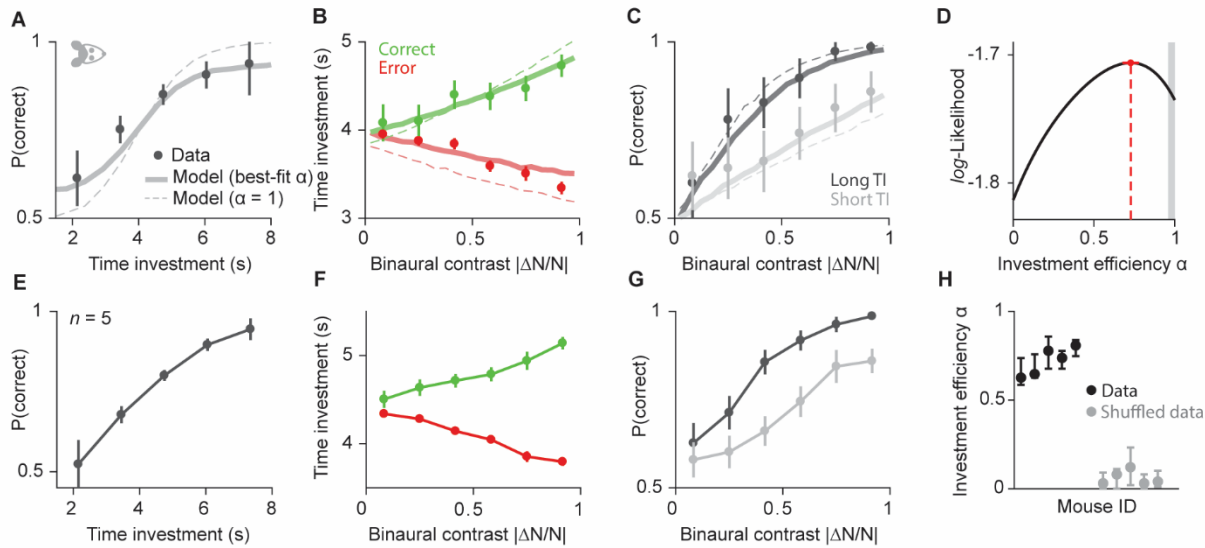 A
P(correct)
1
0.5
2
4
6
8
Time investment (s)
Data
Model (best-fit α)
Model (α = 1)
B
Time investment (s)
5
4
3
Correct
Error
0
0.5
1
Binaural contrast |ΔN/N|
C
P(correct)
1
0.5
Long TI
Short TI
0
0.5
1
Binaural contrast |ΔN/N|
D
log-Likelihood
-1.7
-1.8
0
1
Investment efficiency α
E
P(correct)
1
0.5
n = 5
2
4
6
8
Time investment (s)
F
Time investment (s)
5
4
0
0.5
1
Binaural contrast |ΔN/N|
G
P(correct)
1
0.5
0
0.5
1
Binaural contrast |ΔN/N|
H
Investment efficiency α
1
0.5
0
Data
Shuffled data
Mouse ID